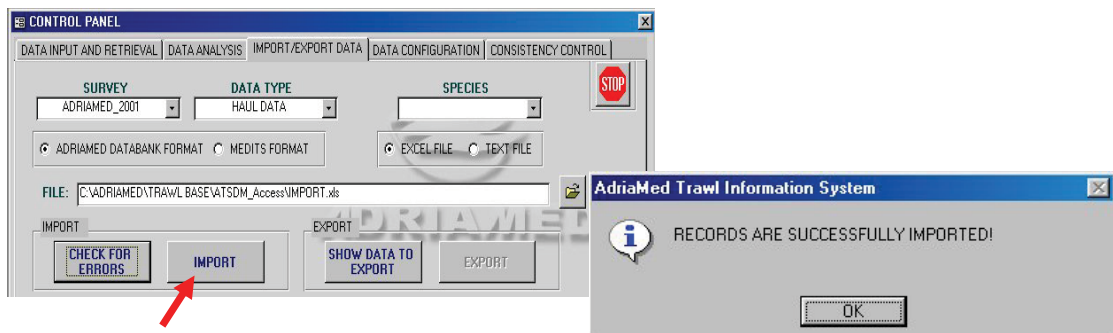 CONTROL PANEL
DATA INPUT AND RETRIEVAL DATA ANALYSIS IMPORT/EXPORT DATA DATA CONFIGURATION CONSISTENCY CONTROL
SURVEY DATA TYPE SPECIES STOP
ADRIAMED_2001 HAUL DATA
ADRIAMED DATABANK FORMAT MEDITS FORMAT EXCEL FILE TEXT FILE
FILE: C:\ADRIAMED\TRAWL BASE\ATSDM_Access\IMPORT.xls
ADRIAMED
IMPORT EXPORT
CHECK FOR ERRORS IMPORT SHOW DATA TO EXPORT EXPORT
AdriaMed Trawl Information System
RECORDS ARE SUCCESSFULLY IMPORTED!
OK